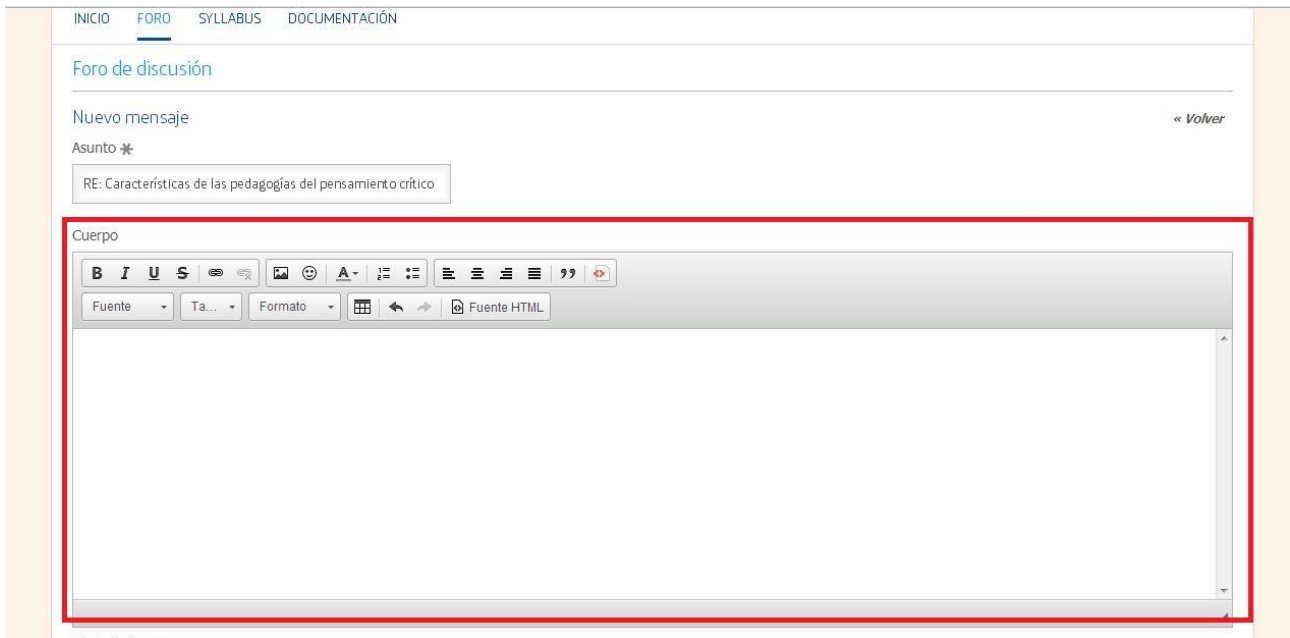 INICIO FORO SYLLABUS DOCUMENTACIÓN
Foro de discusión
Nuevo mensaje « Volver
Asunto
RE: Características de las pedagogías del pensamiento crítico
Cuerpo
B I U S A
Fuente Ta... Formato Fuente HTML